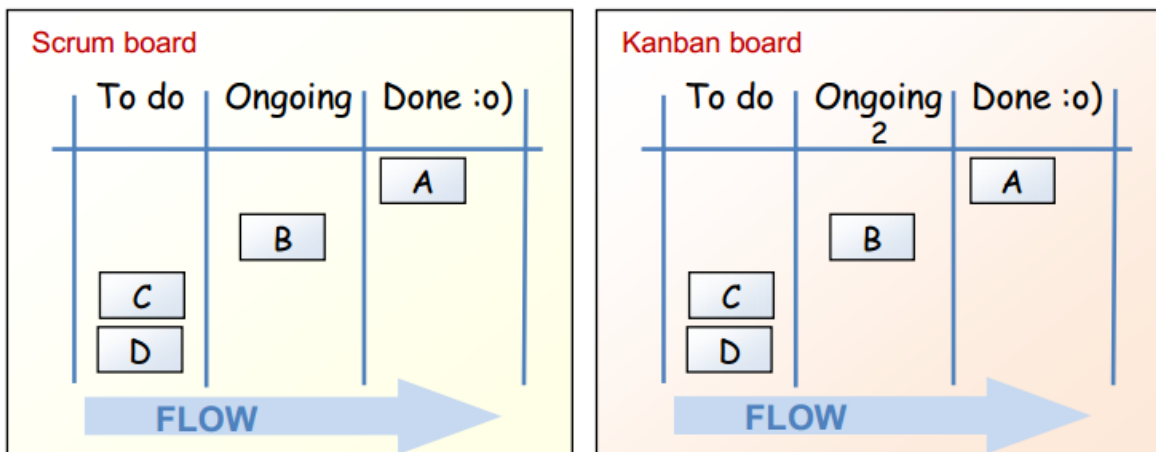 Scrum board
To do Ongoing Done :o)
A
B
C
D
FLOW
Kanban board
To do Ongoing Done :o)
2
A
B
C
D
FLOW